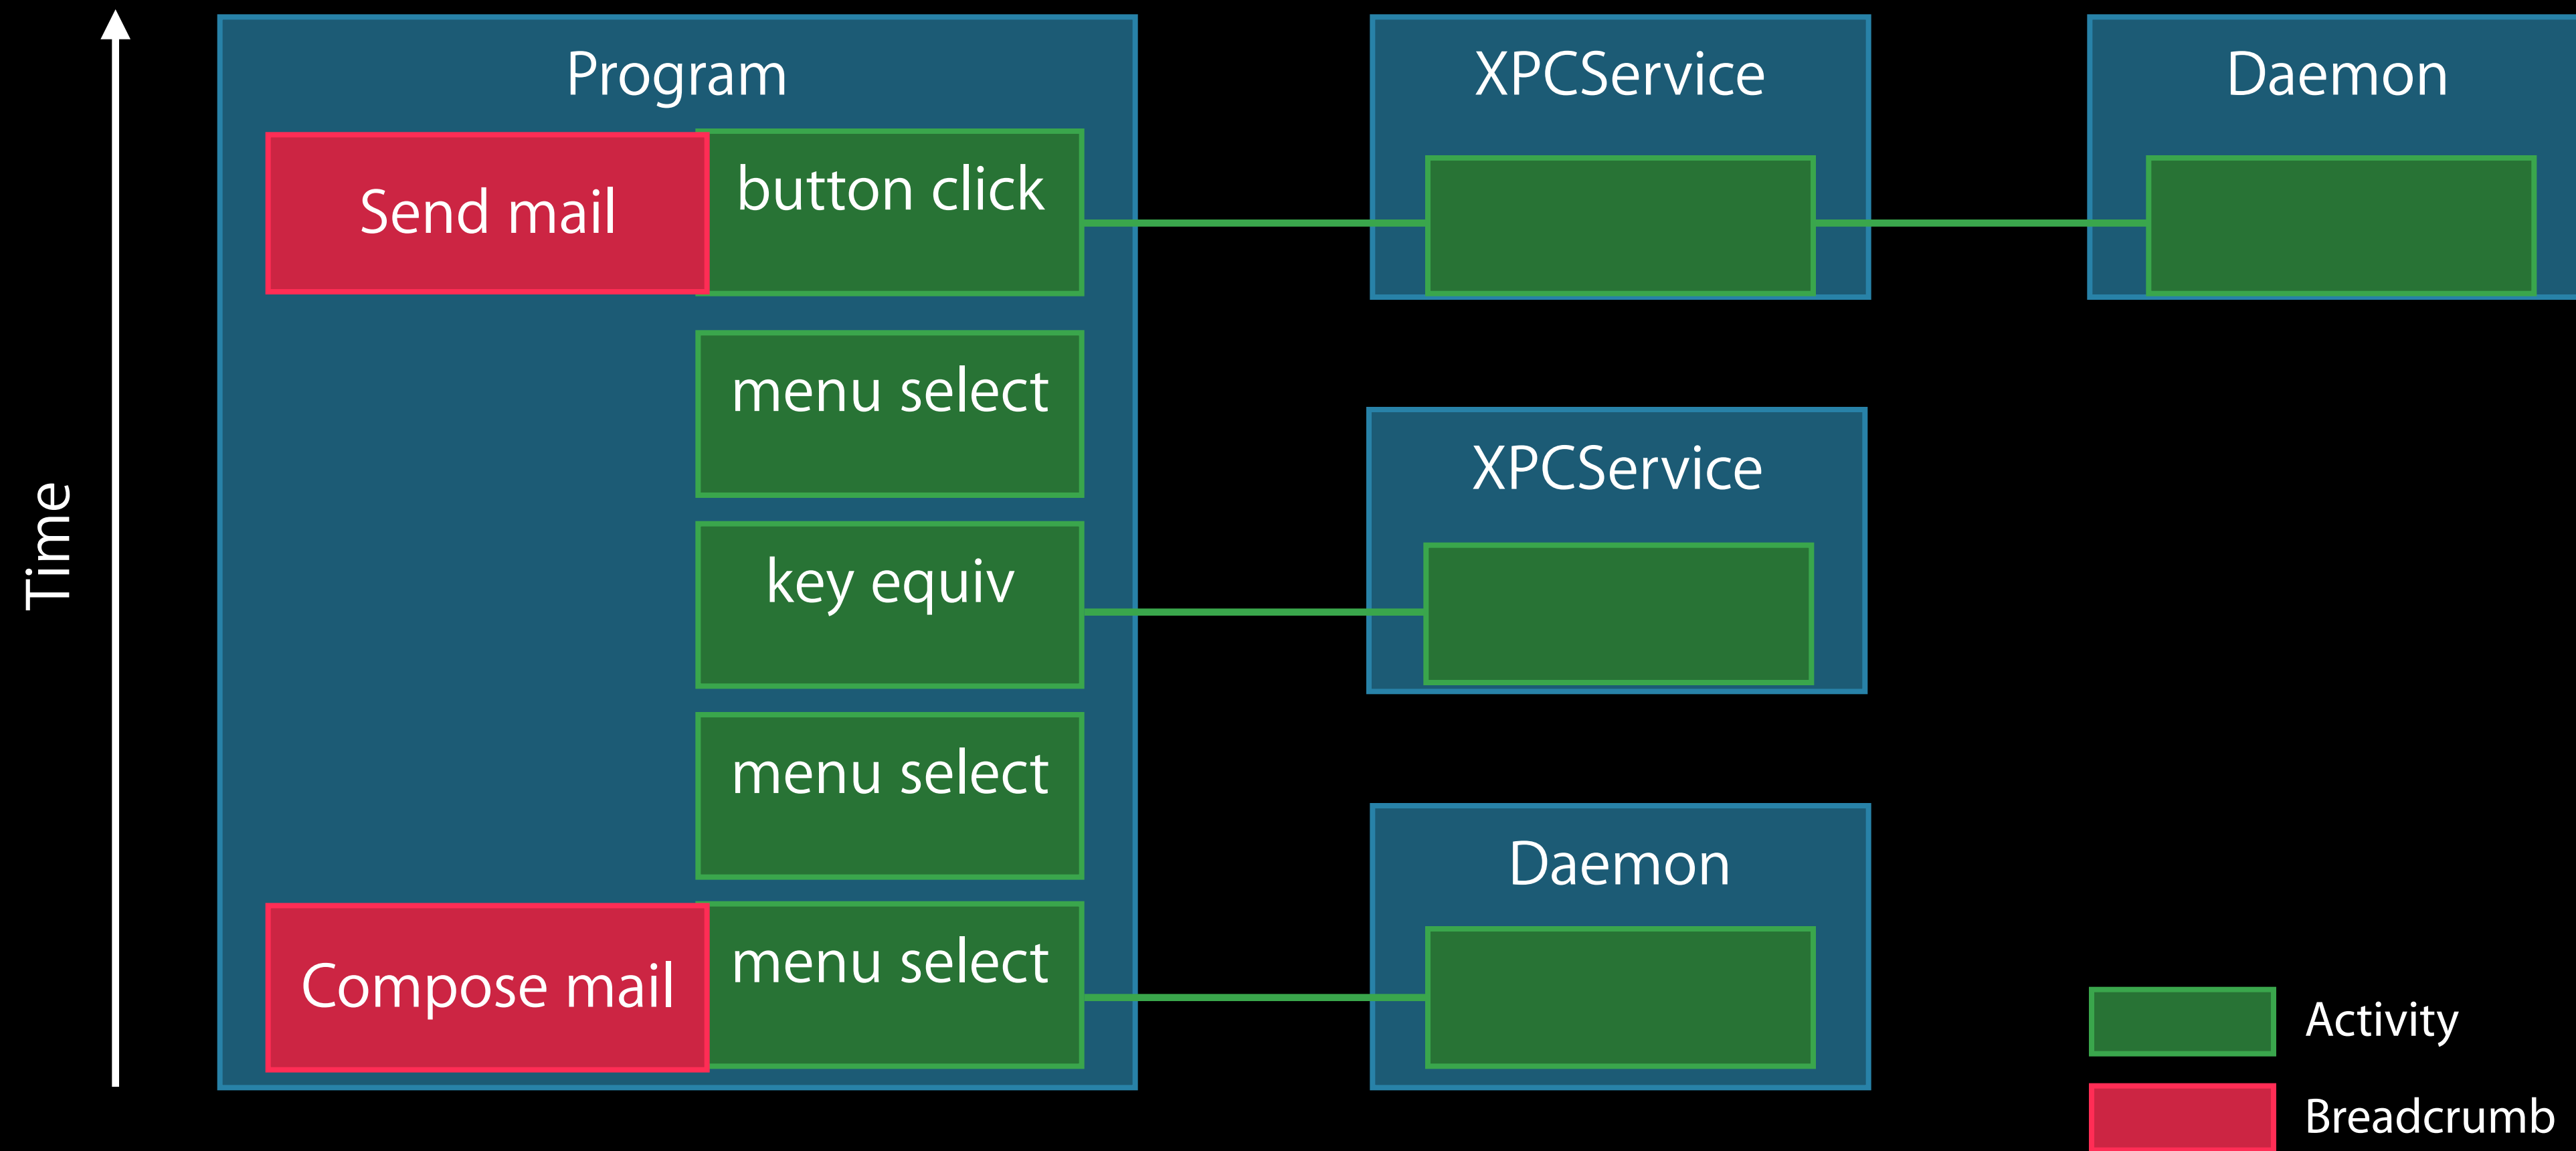 Program
XPCService
Daemon
Send mail
button click
menu select
XPCService
Time
key equiv
menu select
Daemon
Compose mail
menu select
Activity
Breadcrumb